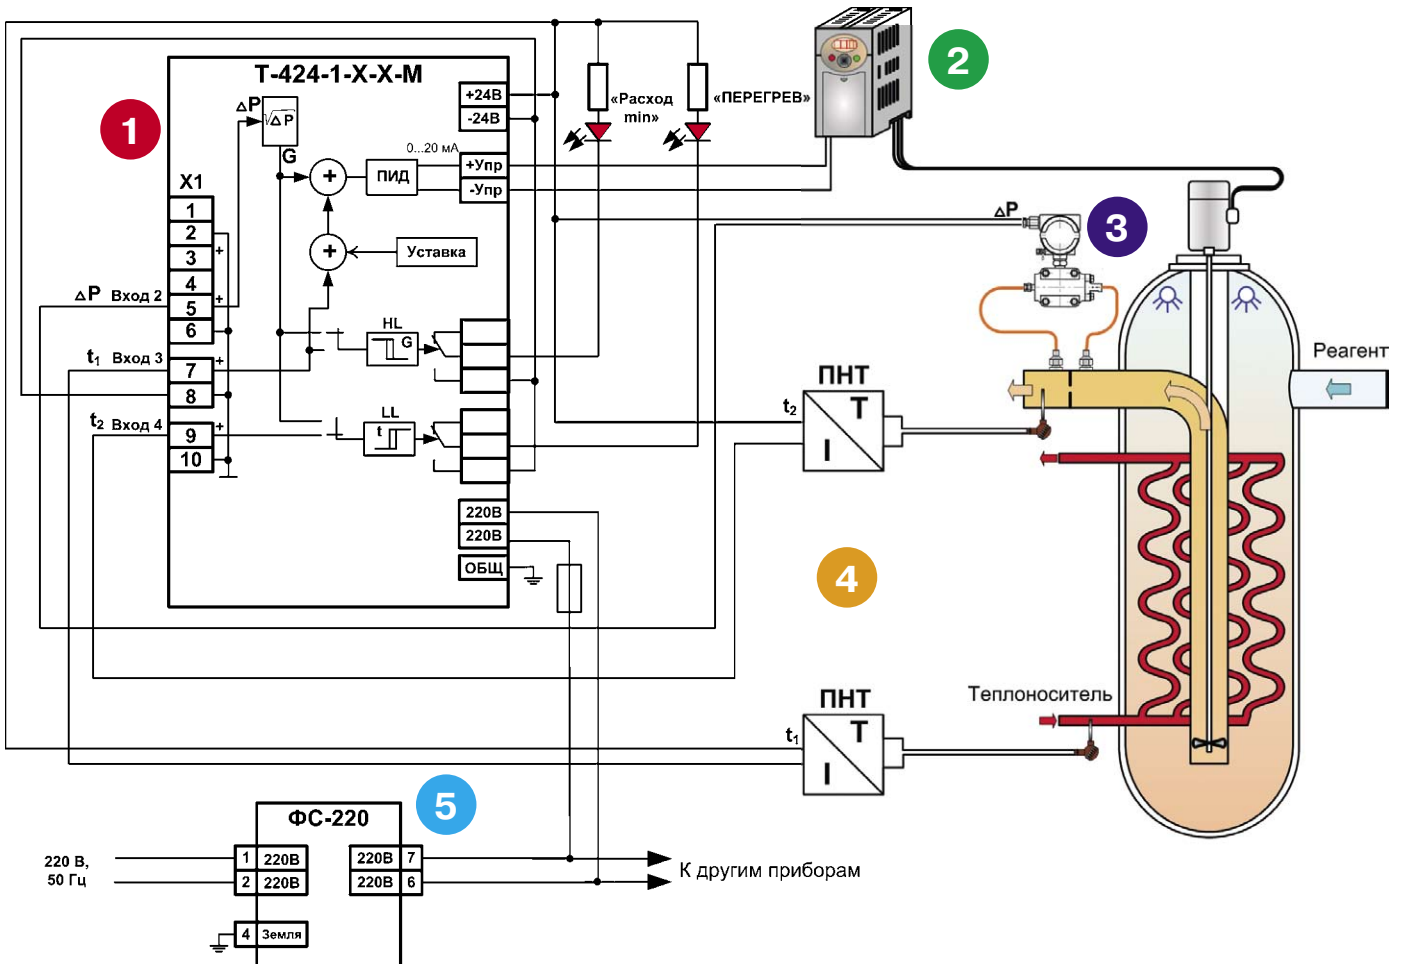 Т-424-1-Х-Х-М
1
2
3
4
5
ΔP
√ΔP
G
0...20 мА
ПИД
+
+
Уставка
+24В
-24В
+Упр
-Упр
«Расход
min»
«ПЕРЕГРЕВ»
X1
1
2
3
4
5
6
7
8
9
10
+
+
+
+
ΔP Вход 2
t₁ Вход 3
t₂ Вход 4
HL
G
LL
t
220В
220В
ОБЩ
ΔP
Реагент
ПНТ
t₂
T
I
Теплоноситель
ПНТ
t₁
T
I
ФС-220
220 В,
50 Гц
1 220В
2 220В
220В 7
220В 6
4 Земля
К другим приборам